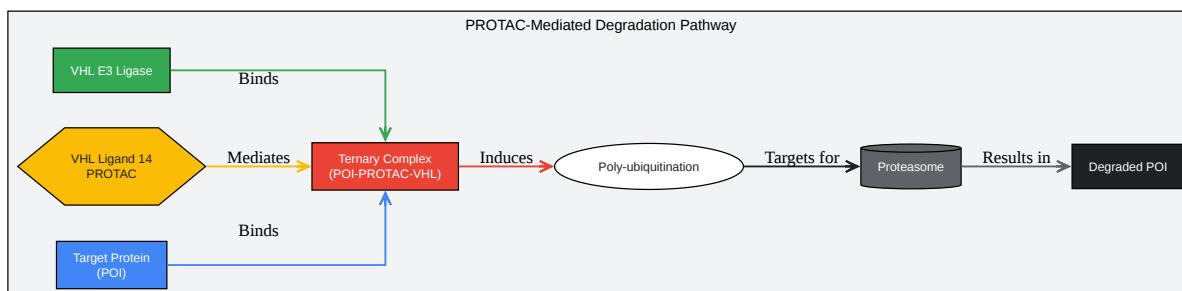 PROTAC-Mediated Degradation Pathway
VHL E3 Ligase
Binds
VHL Ligand 14
PROTAC
Mediates
Ternary Complex
(POI-PROTAC-VHL)
Induces
Poly-ubiquitination
Targets for
Proteasome
Results in
Degraded POI
Binds
Target Protein
(POI)